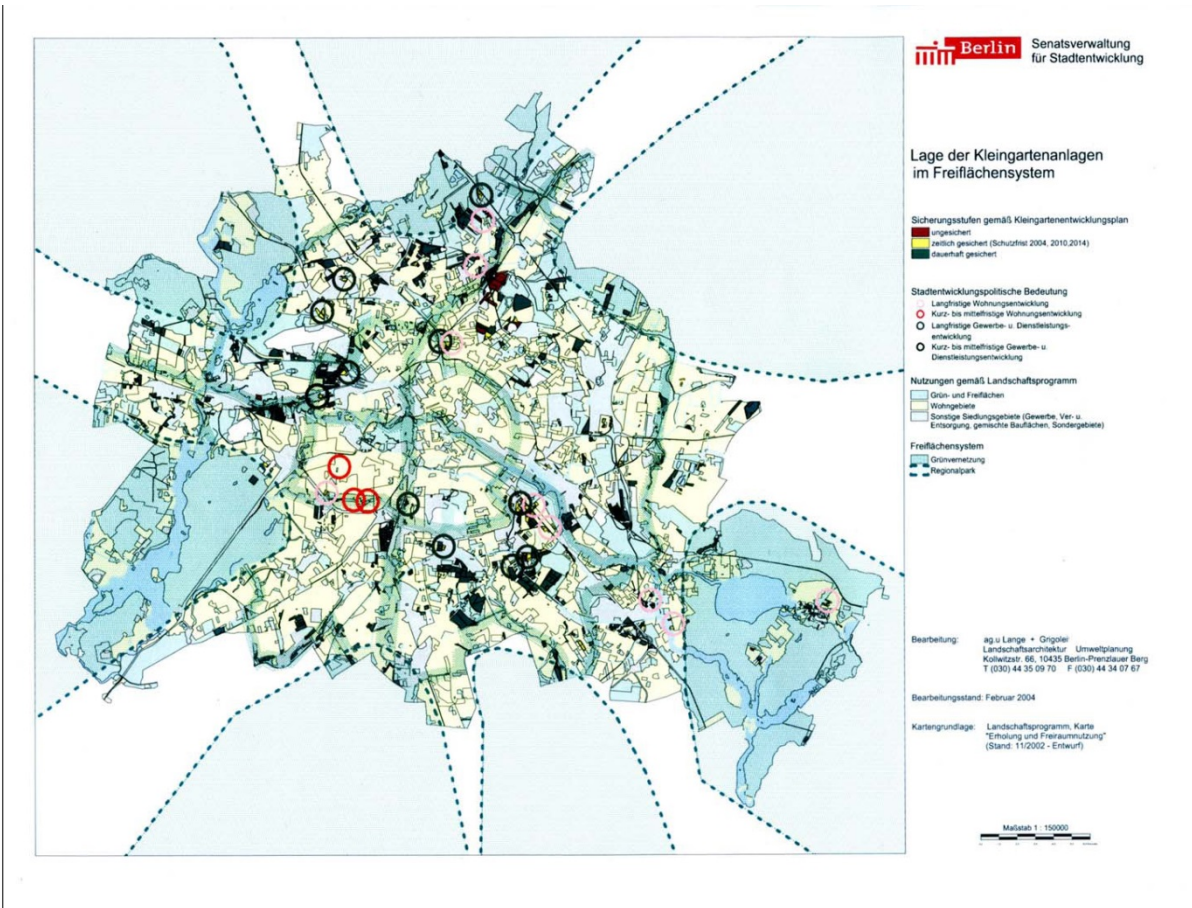 Berlin
Senatsverwaltung
für Stadtentwicklung
Lage der Kleingartenanlagen
im Freiflächensystem
Sicherungsstufen gemäß Kleingartenentwicklungsplan
ungesichert
zeitlich gesichert (Schutzfrist 2004, 2010,2014)
dauerhaft gesichert
Stadtentwicklungspolitische Bedeutung
Langfristige Wohnungsentwicklung
Kurz- bis mittelfristige Wohnungsentwicklung
Langfristige Gewerbe- u. Dienstleistungs-
entwicklung
Kurz- bis mittelfristige Gewerbe- u.
Dienstleistungsentwicklung
Nutzungen gemäß Landschaftsprogramm
Grün- und Freiflächen
Wohngebiete
Sonstige Siedlungsgebiete (Gewerbe, Ver- u.
Entsorgung, gemischte Bauflächen, Sondergebiete)
Freiflächensystem
Grünvernetzung
Regionalpark
Bearbeitung: ag.u Lange + Grigolei
Landschaftsarchitektur Umweltplanung
Kollwitzstr. 66, 10435 Berlin-Prenzlauer Berg
T (030) 44 35 09 70 F (030) 44 34 07 67
Bearbeitungsstand: Februar 2004
Kartengrundlage: Landschaftsprogramm, Karte
"Erholung und Freiraumnutzung"
(Stand: 11/2002 - Entwurf)
Maßstab 1 : 150000